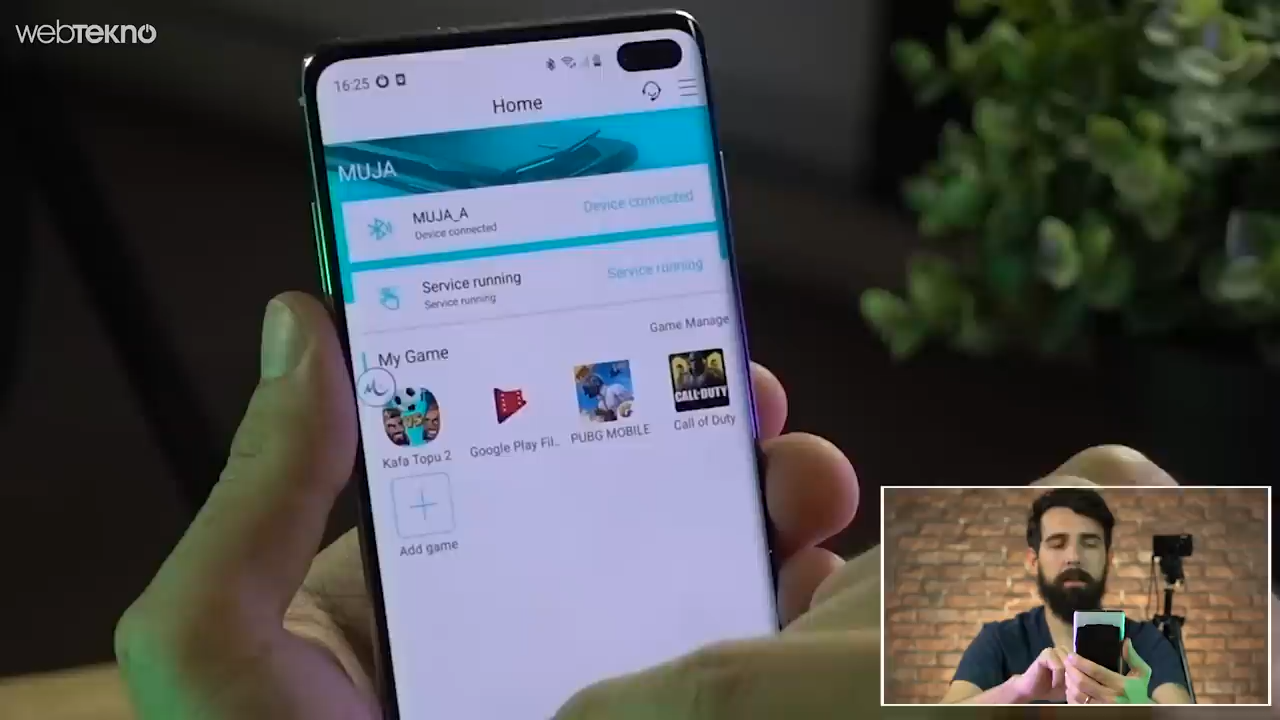 webtekno
16:25
Home
MUJA
MUJA_A
Device connected
Device connected
Service running
Service running
Service running
Game Manage
My Game
VS
CALL·DUTY
Kafa Topu 2
Google Play Fil...
PUBG MOBILE
Call of Duty
Add game